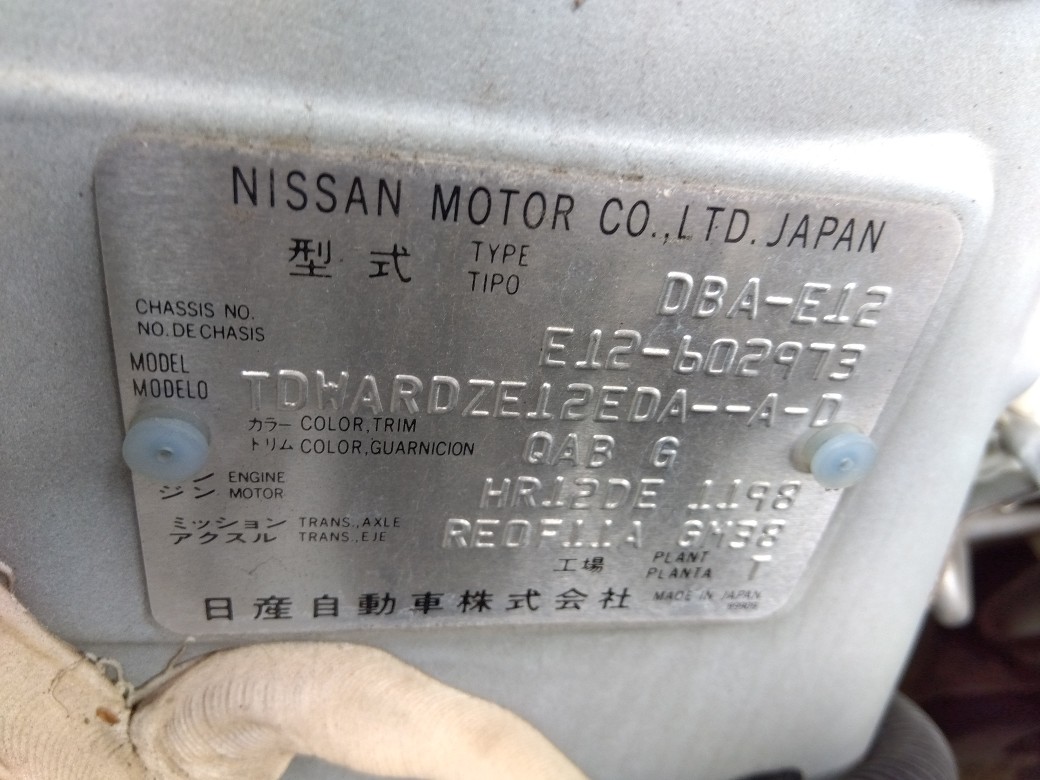 NISSAN MOTOR CO.,LTD. JAPAN
型 式 TYPE TIPO DBA-E12
CHASSIS NO.
NO. DE CHASIS E12-602973
MODEL
MODELO TDWARDZE12EDA--A-D
カラー COLOR,TRIM
トリム COLOR,GUARNICION QAB G
ン ENGINE
ジン MOTOR HR12DE 1198
ミッション TRANS.,AXLE
アクスル TRANS.,EJE RE0F11A GM38
工場 PLANT PLANTA T
日産自動車株式会社 MADE IN JAPAN